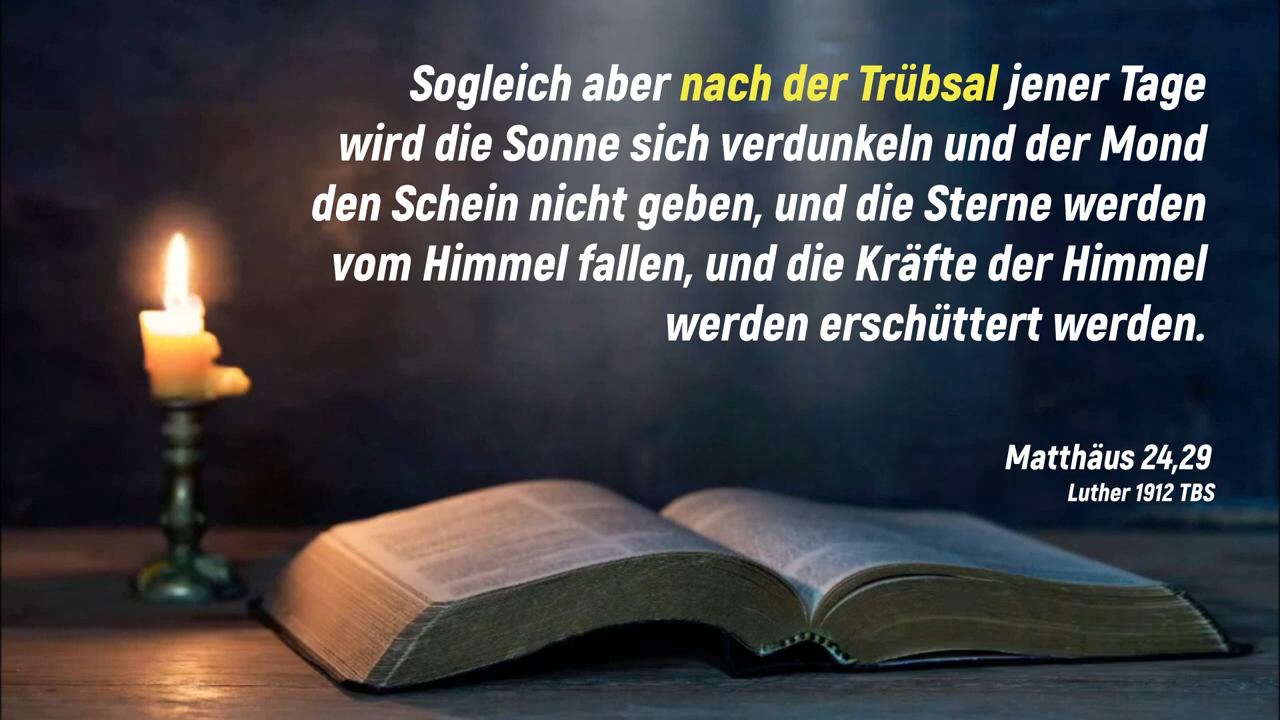 Sogleich aber nach der Trübsal jener Tage
wird die Sonne sich verdunkeln und der Mond
den Schein nicht geben, und die Sterne werden
vom Himmel fallen, und die Kräfte der Himmel
werden erschüttert werden.
Matthäus 24,29
Luther 1912 TBS